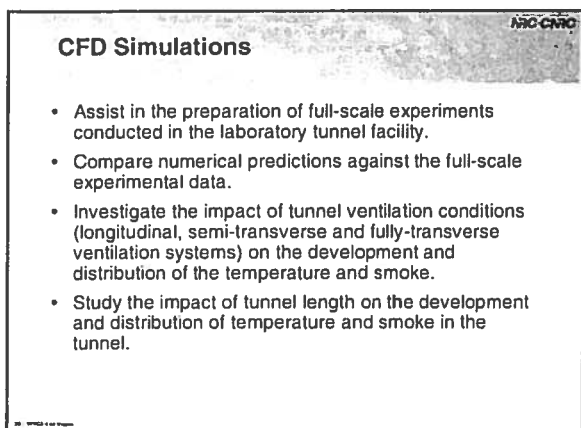 NRC-CNRC
CFD Simulations
• Assist in the preparation of full-scale experiments
conducted in the laboratory tunnel facility.
• Compare numerical predictions against the full-scale
experimental data.
• Investigate the impact of tunnel ventilation conditions
(longitudinal, semi-transverse and fully-transverse
ventilation systems) on the development and
distribution of the temperature and smoke.
• Study the impact of tunnel length on the development
and distribution of temperature and smoke in the
tunnel.